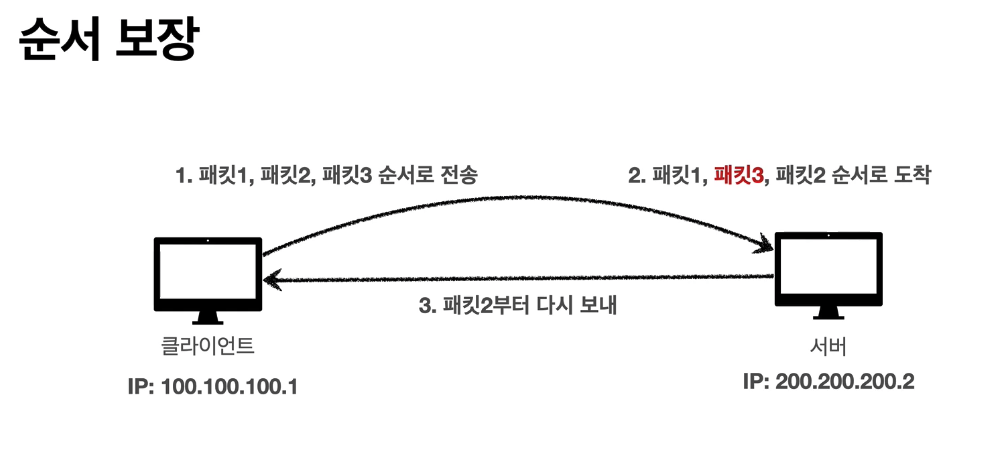 순서 보장
1. 패킷1, 패킷2, 패킷3 순서로 전송
2. 패킷1, 패킷3, 패킷2 순서로 도착
3. 패킷2부터 다시 보내
클라이언트
IP: 100.100.100.1
서버
IP: 200.200.200.2